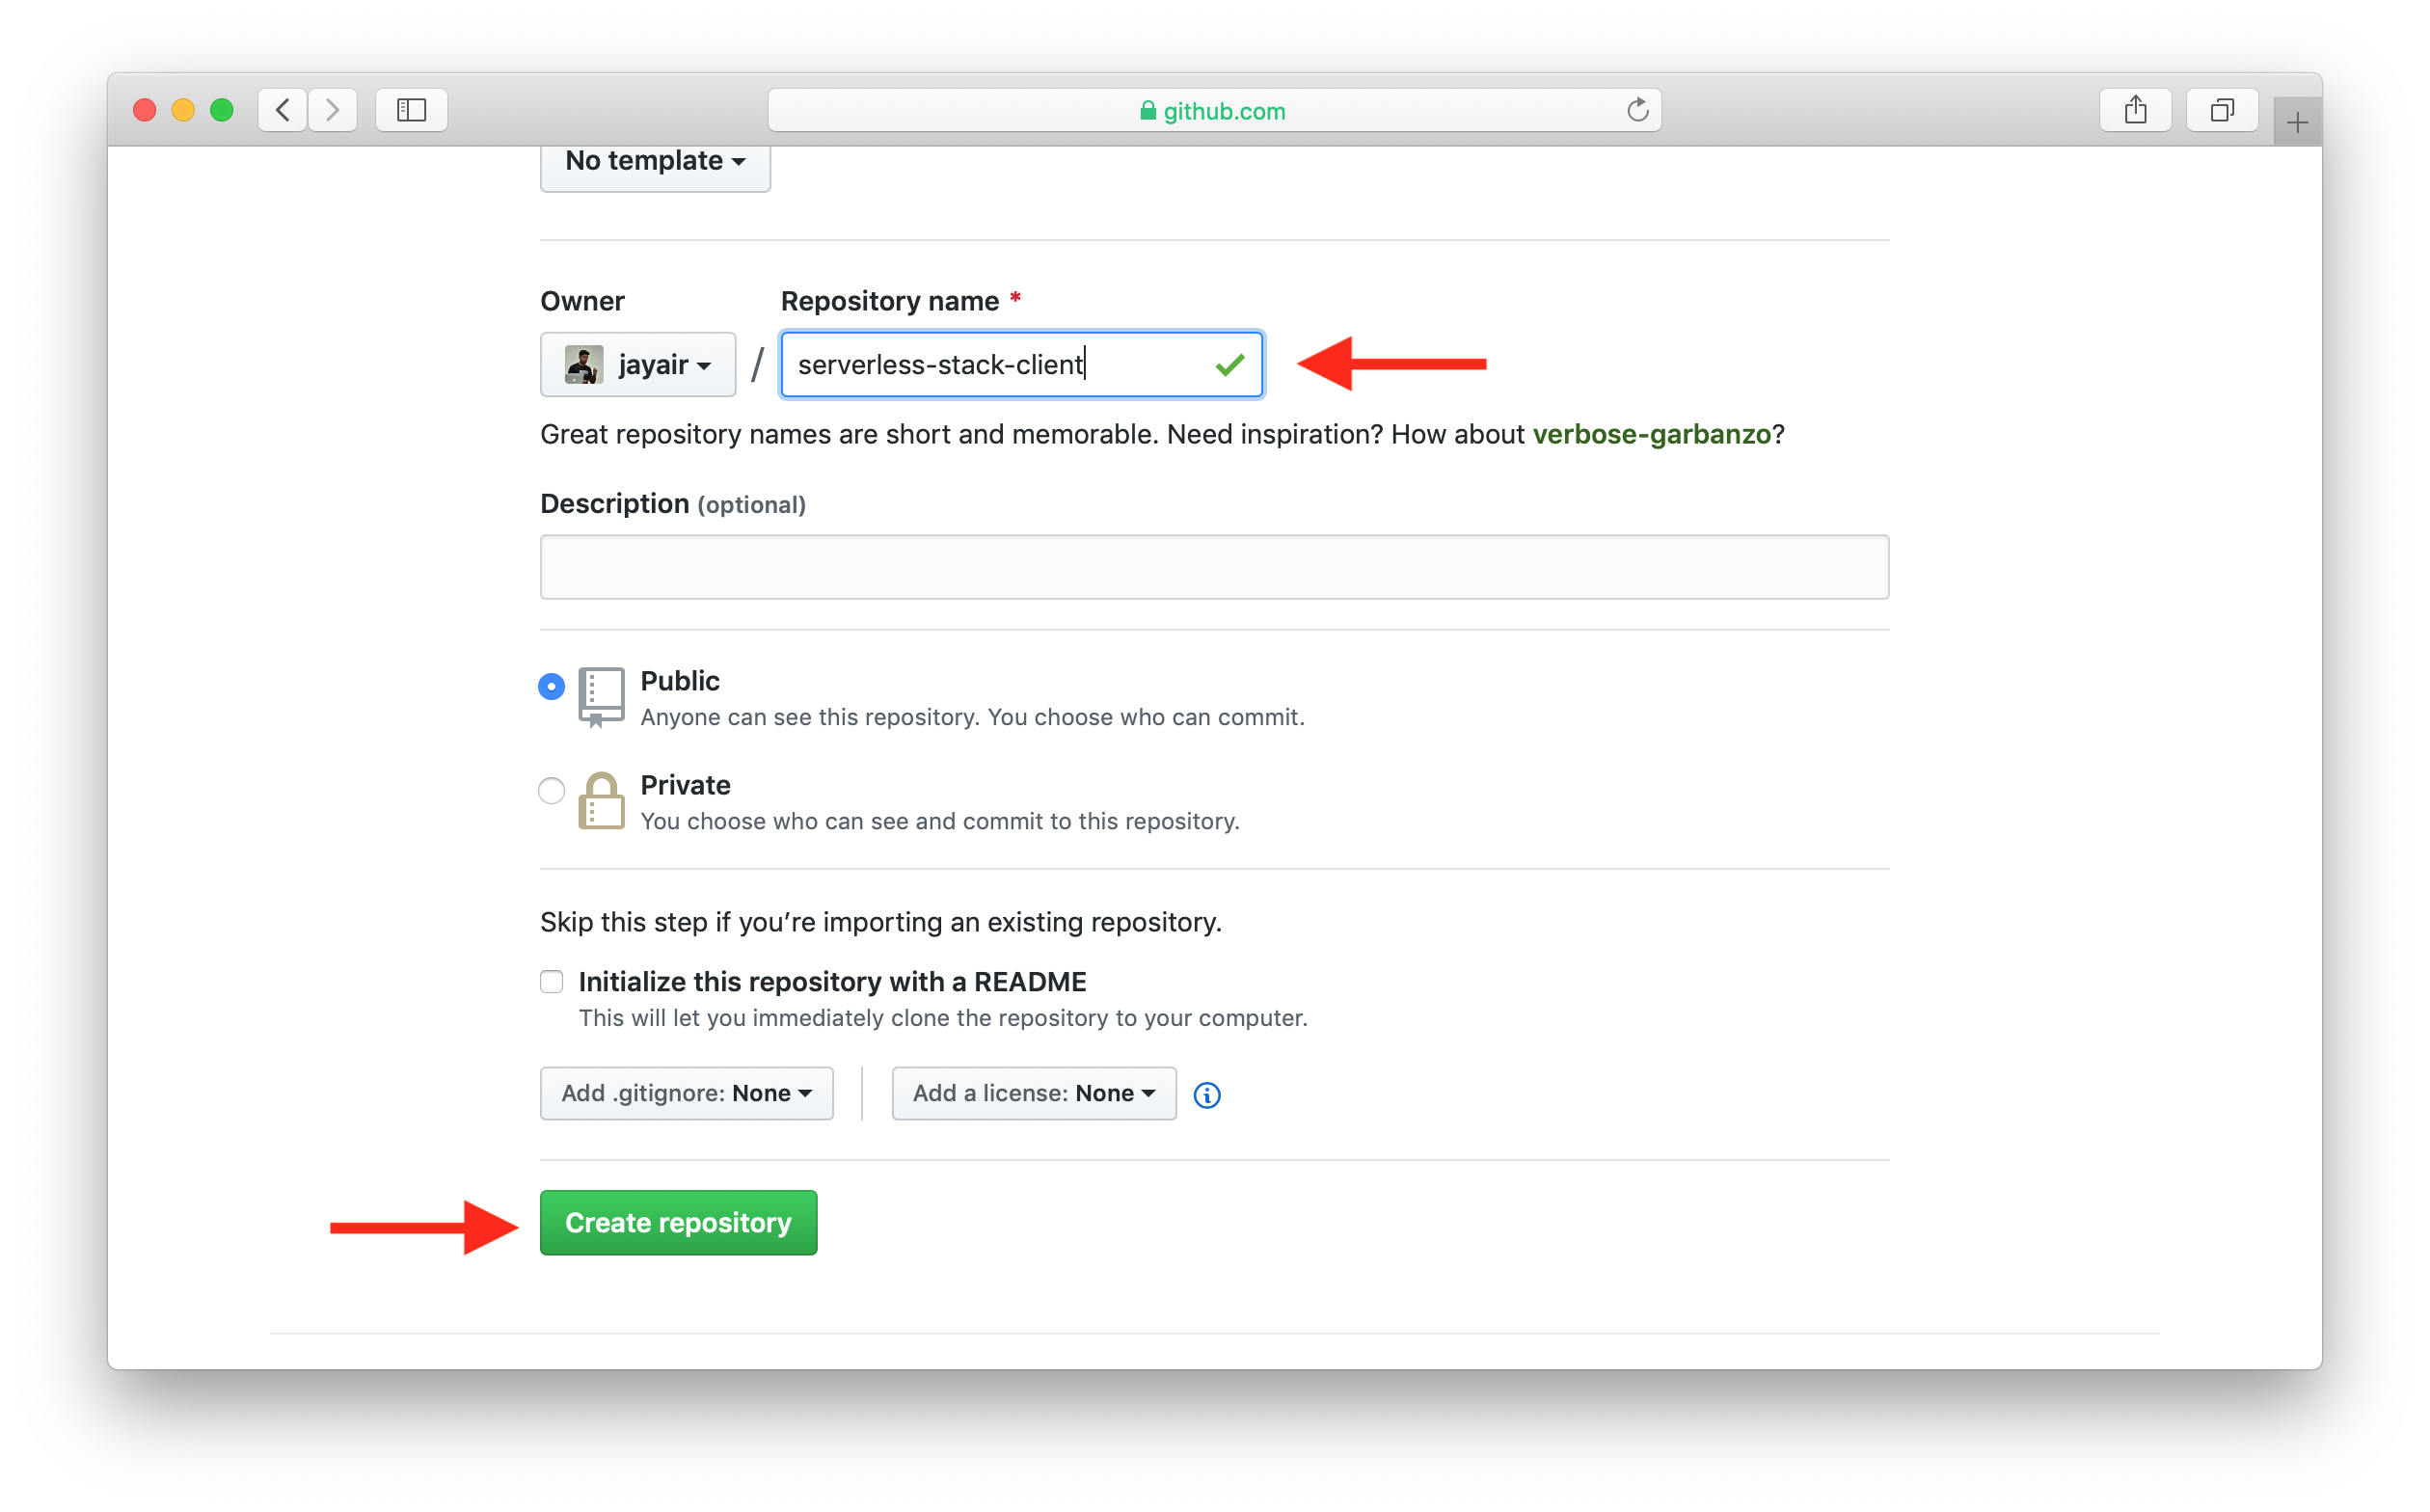 github.com
No template
Owner
Repository name *
jayair / serverless-stack-client
Great repository names are short and memorable. Need inspiration? How about verbose-garbanzo?
Description (optional)
Public
Anyone can see this repository. You choose who can commit.
Private
You choose who can see and commit to this repository.
Skip this step if you’re importing an existing repository.
Initialize this repository with a README
This will let you immediately clone the repository to your computer.
Add .gitignore: None
Add a license: None
Create repository